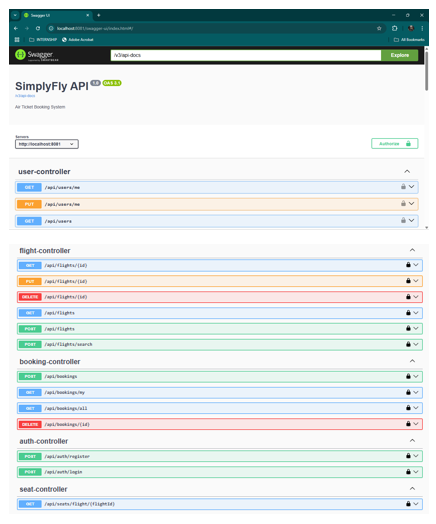 Swagger UI
localhost:8081/swagger-ui/index.html#/
INTERNSHIP Adobe Acrobat All Bookmarks
Swagger /v3/api-docs Explore
SimplyFly API 1.0 OAS 3.1
/v3/api-docs
Air Ticket Booking System
Servers
http://localhost:8081 Authorize
user-controller
GET /api/users/me
PUT /api/users/me
GET /api/users
flight-controller
GET /api/flights/{id}
PUT /api/flights/{id}
DELETE /api/flights/{id}
GET /api/flights
POST /api/flights
POST /api/flights/search
booking-controller
POST /api/bookings
GET /api/bookings/my
GET /api/bookings/all
DELETE /api/bookings/{id}
auth-controller
POST /api/auth/register
POST /api/auth/login
seat-controller
GET /api/seats/flight/{flightId}